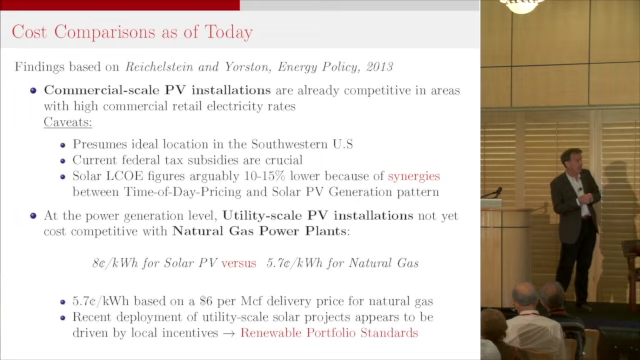 Cost Comparisons as of Today
Findings based on Reichelstein and Yorston, Energy Policy, 2013
Commercial-scale PV installations are already competitive in areas
with high commercial retail electricity rates
Caveats:
Presumes ideal location in the Southwestern U.S
Current federal tax subsidies are crucial
Solar LCOE figures arguably 10-15% lower because of synergies
between Time-of-Day-Pricing and Solar PV Generation pattern
At the power generation level, Utility-scale PV installations not yet
cost competitive with Natural Gas Power Plants:
8¢/kWh for Solar PV versus 5.7¢/kWh for Natural Gas
5.7¢/kWh based on a $6 per Mcf delivery price for natural gas
Recent deployment of utility-scale solar projects appears to be
driven by local incentives → Renewable Portfolio Standards